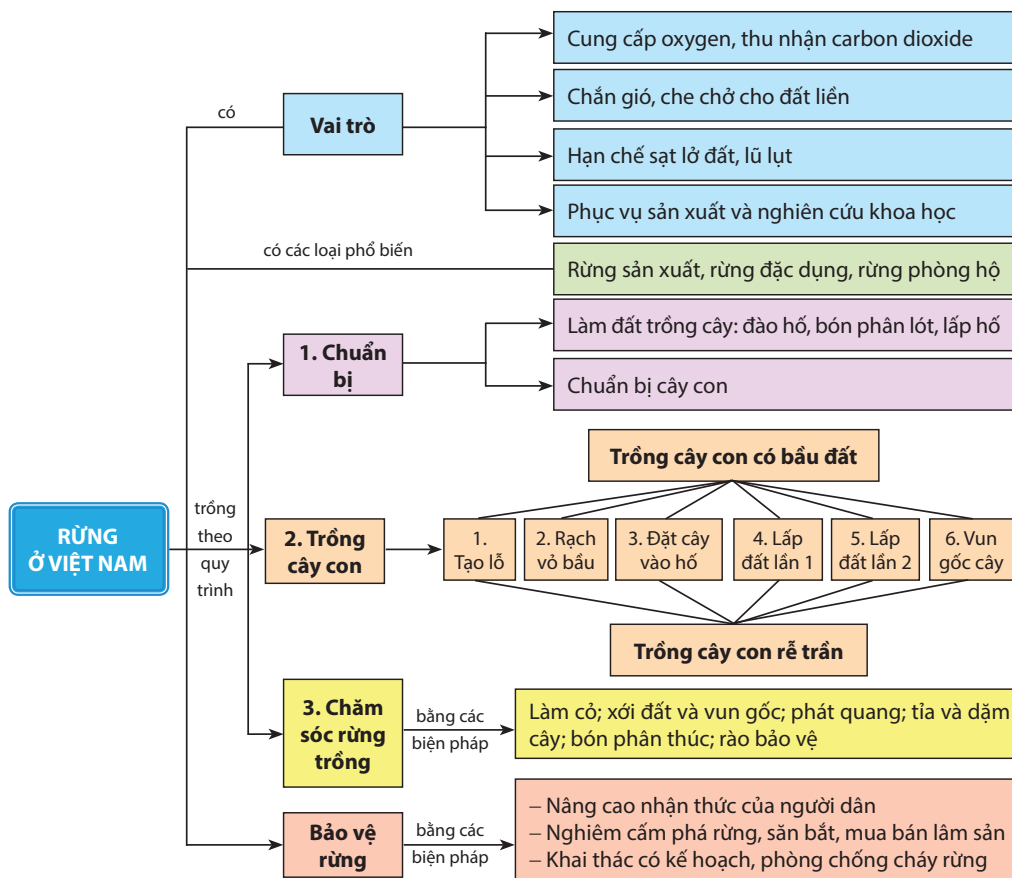 Cung cấp oxygen, thu nhận carbon dioxide
Chắn gió, che chở cho đất liền
có
Vai trò
Hạn chế sạt lở đất, lũ lụt
Phục vụ sản xuất và nghiên cứu khoa học
có các loại phổ biến
Rừng sản xuất, rừng đặc dụng, rừng phòng hộ
1. Chuẩn
bị
Làm đất trồng cây: đào hố, bón phân lót, lấp hố
Chuẩn bị cây con
Trồng cây con có bầu đất
RỪNG
Ở VIỆT NAM
trồng
theo
quy
trình
2. Trồng
cây con
1.
Tạo lỗ
2. Rạch
vỏ bầu
3. Đặt cây
vào hố
4. Lấp
đất lần 1
5. Lấp
đất lần 2
6. Vun
gốc cây
Trồng cây con rễ trần
3. Chăm
sóc rừng
trồng
bằng các
biện pháp
Làm cỏ; xới đất và vun gốc; phát quang; tỉa và dặm
cây; bón phân thúc; rào bảo vệ
Bảo vệ
rừng
bằng các
biện pháp
– Nâng cao nhận thức của người dân
– Nghiêm cấm phá rừng, săn bắt, mua bán lâm sản
– Khai thác có kế hoạch, phòng chống cháy rừng